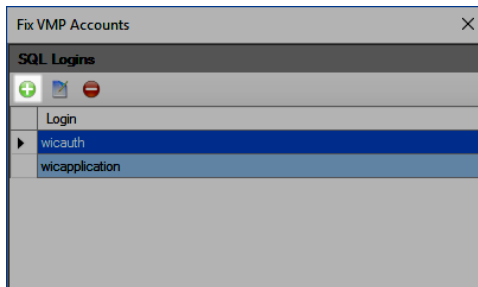 Fix VMP Accounts
SQL Logins
Login
wicauth
wicapplication